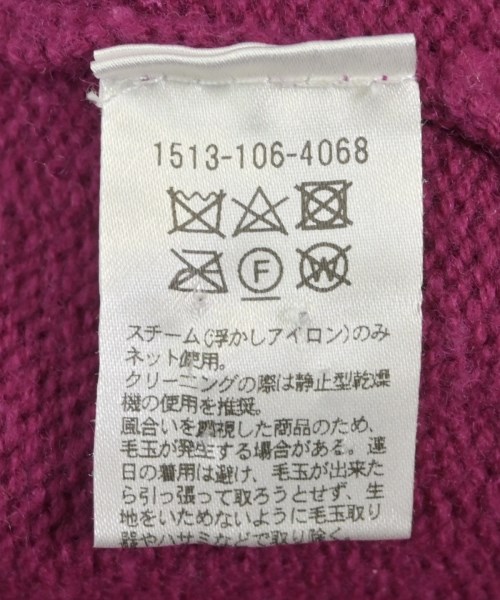 1513-106-4068
F
W
スチーム(浮かしアイロン)のみ
ネット使用。
クリーニングの際は静止型乾燥
機の使用を推奨。
風合いを重視した商品のため、
毛玉が発生する場合がある。連
日の着用は避け、毛玉が出来た
ら引っ張って取ろうとせず、生
地をいためないように毛玉取り
器やハサミなどで取り除く。